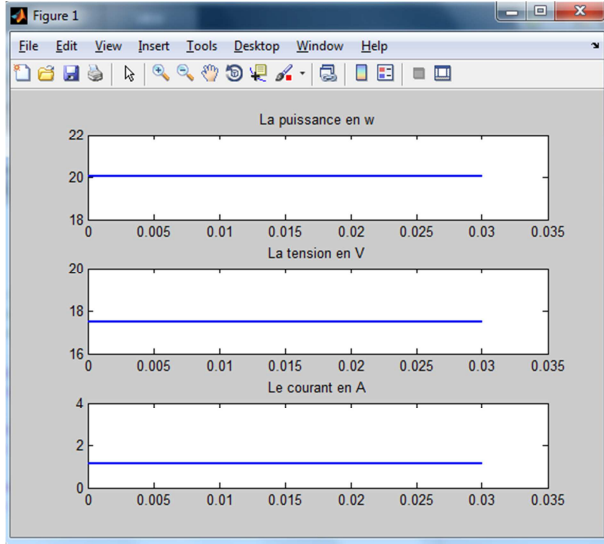 Figure 1
File Edit View Insert Tools Desktop Window Help
La puissance en w
22
20
18
0 0.005 0.01 0.015 0.02 0.025 0.03 0.035
La tension en V
20
18
16
0 0.005 0.01 0.015 0.02 0.025 0.03 0.035
Le courant en A
4
2
0
0 0.005 0.01 0.015 0.02 0.025 0.03 0.035